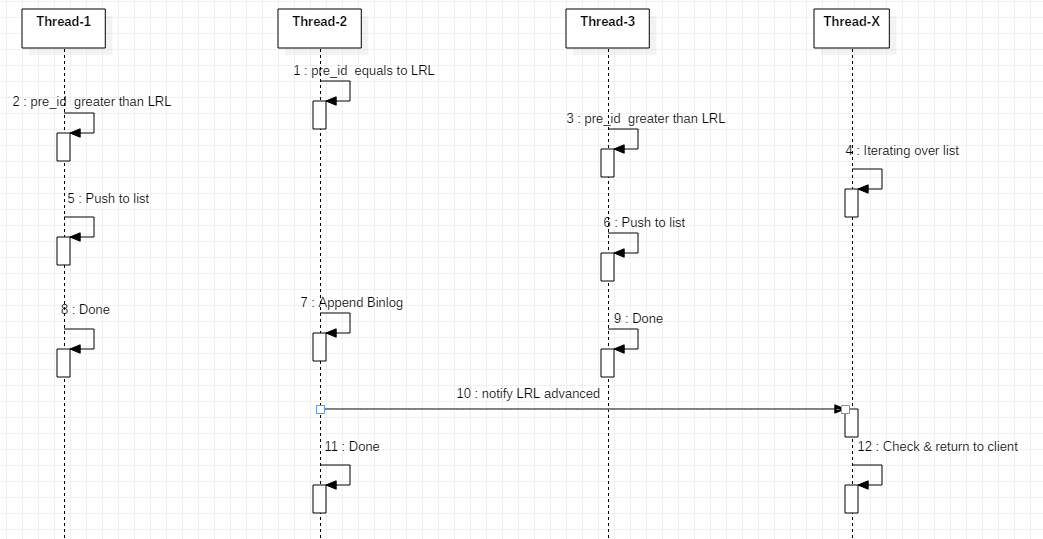 Thread-1
Thread-2
Thread-3
Thread-X
1 : pre_id  equals to LRL
2 : pre_id  greater than LRL
3 : pre_id  greater than LRL
4 : Iterating over list
5 : Push to list
6 : Push to list
7 : Append Binlog
8 : Done
9 : Done
10 : notify LRL advanced
11 : Done
12 : Check & return to client